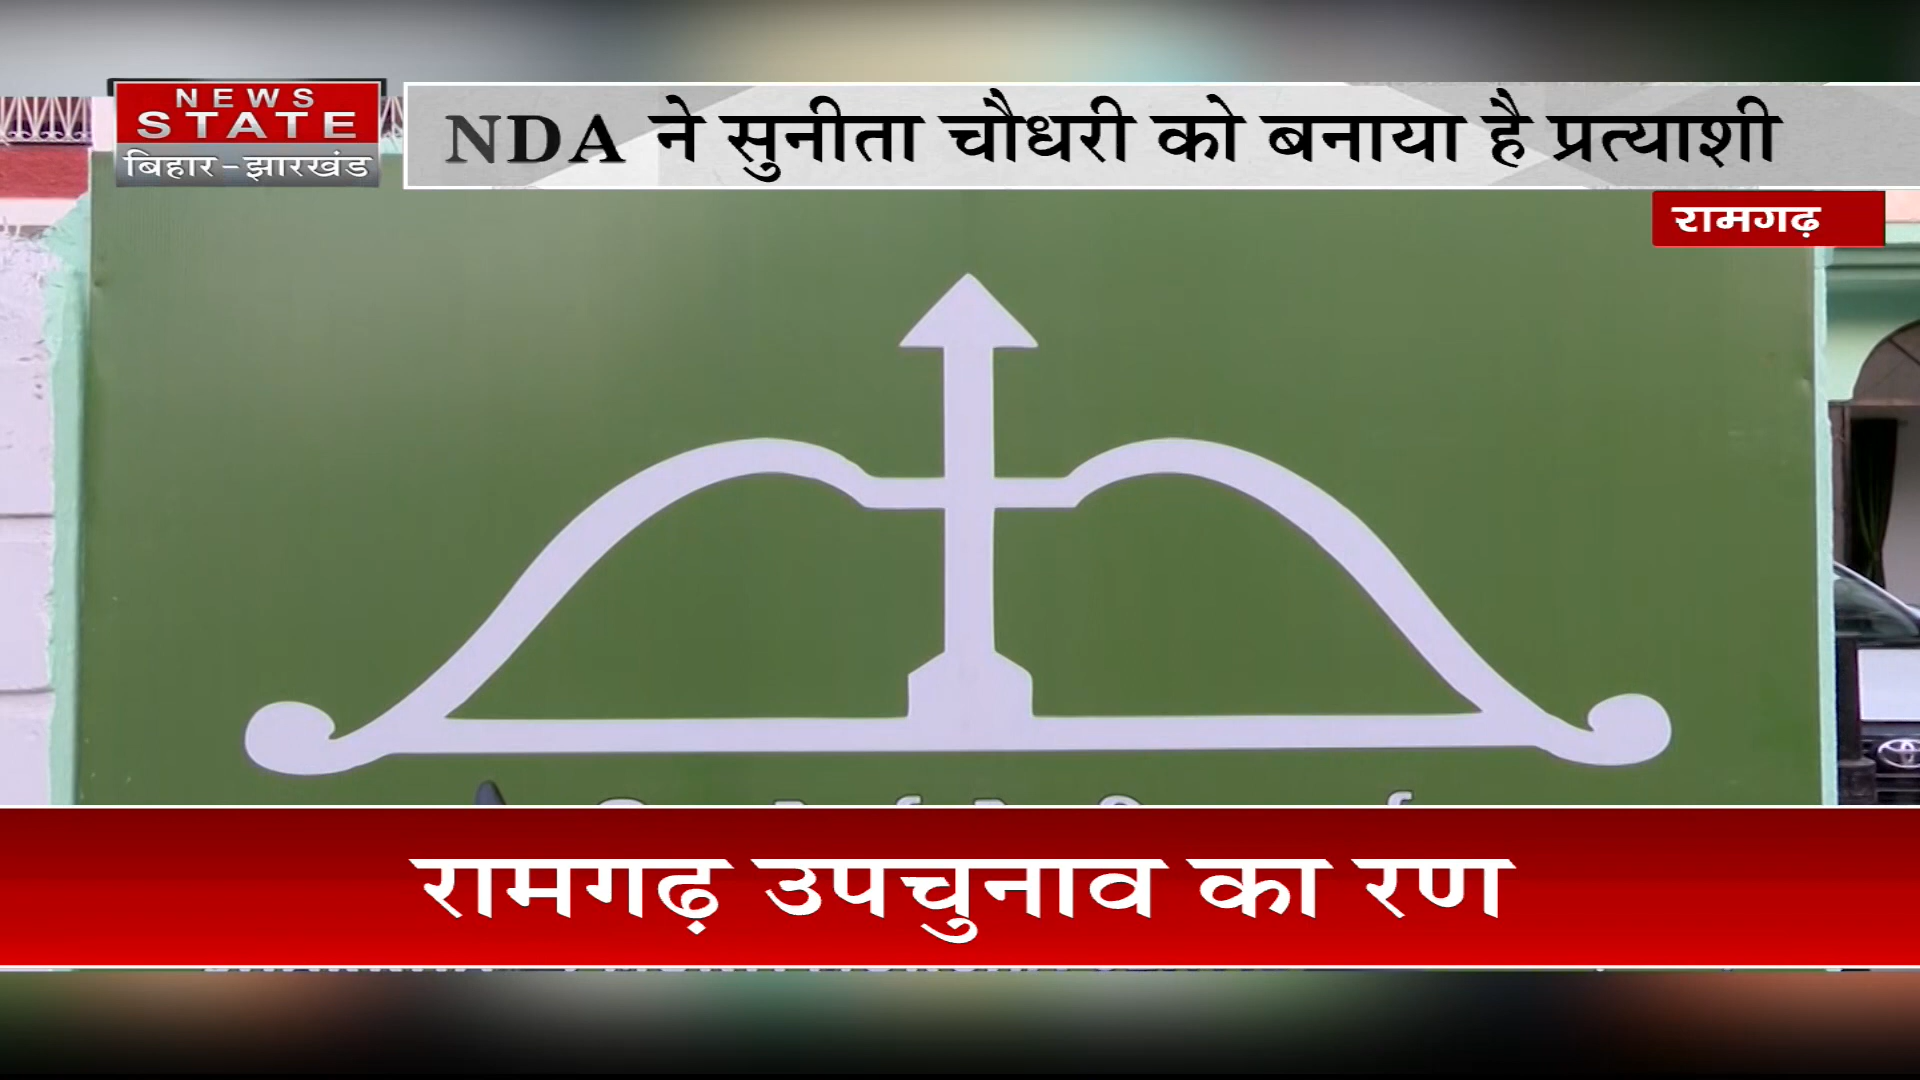 NEWS
STATE
बिहार-झारखंड
NDA ने सुनीता चौधरी को बनाया है प्रत्याशी
रामगढ़
रामगढ़ उपचुनाव का रण